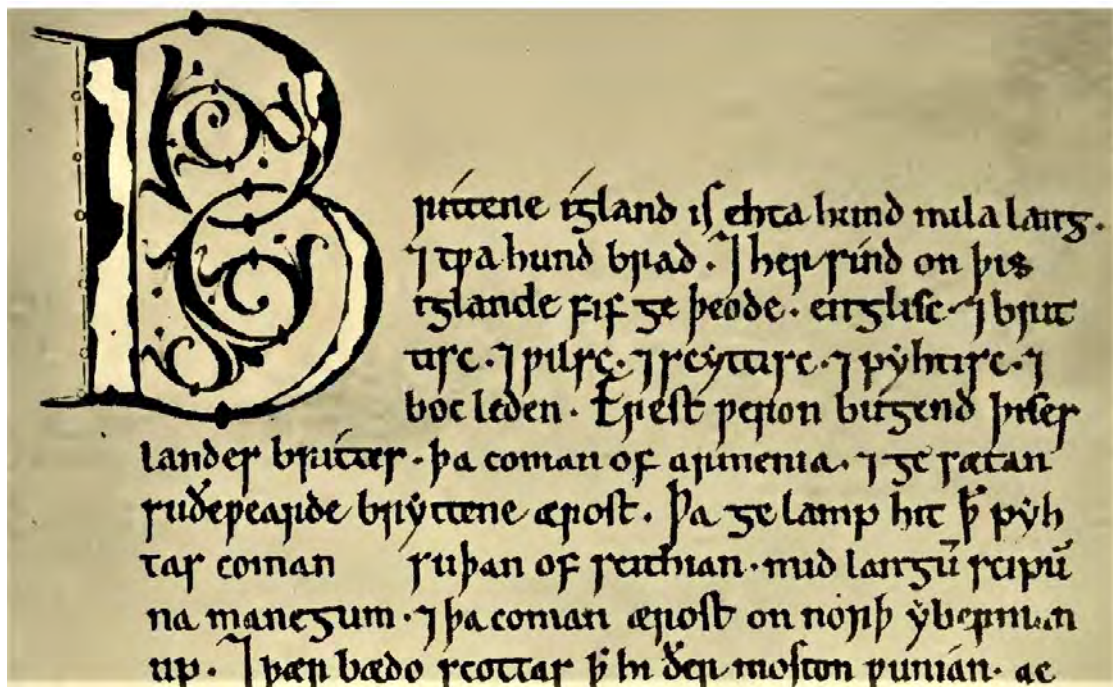 Brittene igland is ehta hund mila lang.
⁊ tƿa hund brad. ⁊ her sind on þis
iglande fif ge þeode. englisc. ⁊ brit
tisc. ⁊ ƿilsc. ⁊ scyttisc. ⁊ pyhtisc. ⁊
boc leden. Erest ƿeron bugend þises
landes brittes. þa coman of armenia. ⁊ ge sætan
suðeƿearde bryttene ærost. Þa ge lamp hit ꝥ pyh
tas coman suþan of scithian. mid langū scipū
na manegum. ⁊ þa coman ærost on norþ ybernian
up. ⁊ þær bædo scottas ꝥ hi ðer moston ƿunian. ac